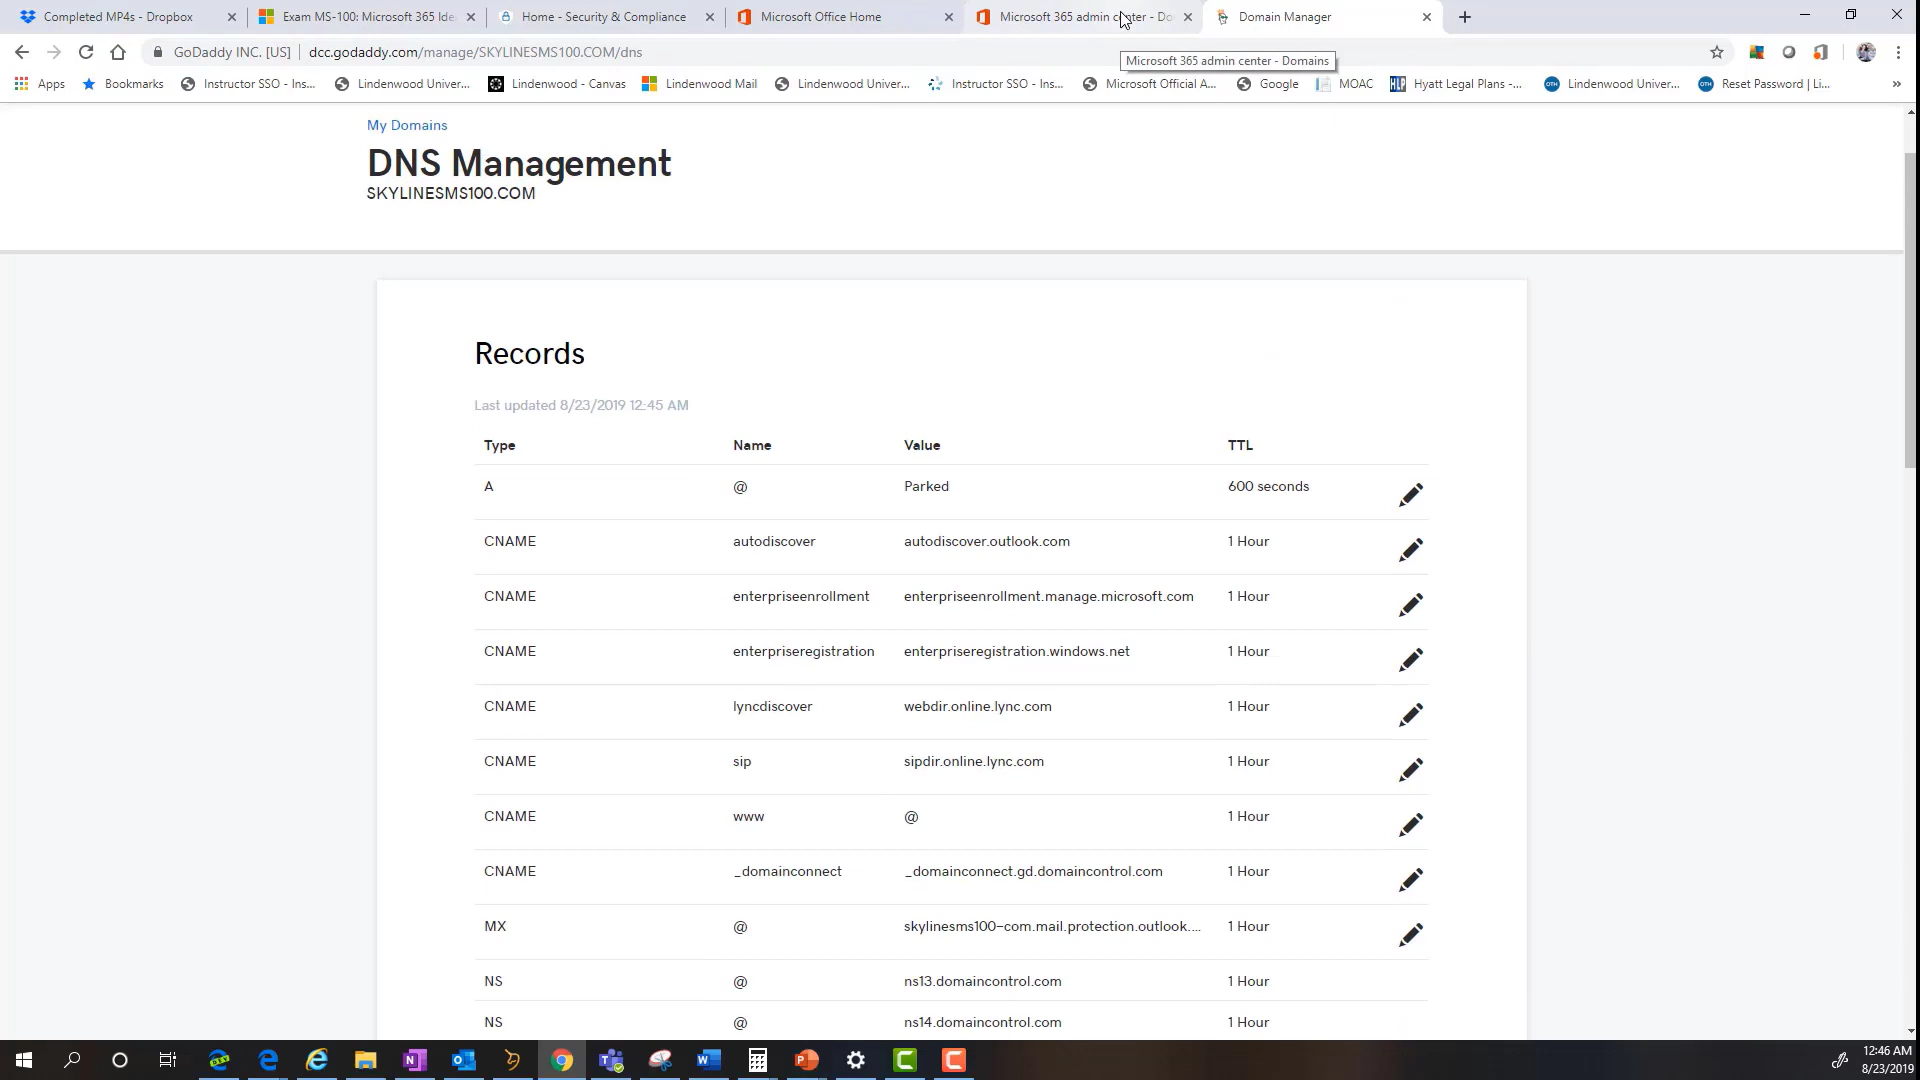 Completed MP4s - Dropbox
Exam MS-100: Microsoft 365 Ide
Home - Security & Compliance
Microsoft Office Home
Microsoft 365 admin center - Do
Domain Manager
GoDaddy INC. [US] dcc.godaddy.com/manage/SKYLINESMS100.COM/dns
Microsoft 365 admin center - Domains
Apps Bookmarks Instructor SSO - Ins... Lindenwood Univer... Lindenwood - Canvas Lindenwood Mail Lindenwood Univer... Instructor SSO - Ins... Microsoft Official A... Google MOAC HLP Hyatt Legal Plans -... OTH Lindenwood Univer... OTH Reset Password | Li... »
My Domains
DNS Management
SKYLINESMS100.COM
Records
Last updated 8/23/2019 12:45 AM
Type Name Value TTL
A @ Parked 600 seconds
CNAME autodiscover autodiscover.outlook.com 1 Hour
CNAME enterpriseenrollment enterpriseenrollment.manage.microsoft.com 1 Hour
CNAME enterpriseregistration enterpriseregistration.windows.net 1 Hour
CNAME lyncdiscover webdir.online.lync.com 1 Hour
CNAME sip sipdir.online.lync.com 1 Hour
CNAME www @ 1 Hour
CNAME _domainconnect _domainconnect.gd.domaincontrol.com 1 Hour
MX @ skylinesms100-com.mail.protection.outlook.... 1 Hour
NS @ ns13.domaincontrol.com 1 Hour
NS @ ns14.domaincontrol.com 1 Hour
12:46 AM
8/23/2019